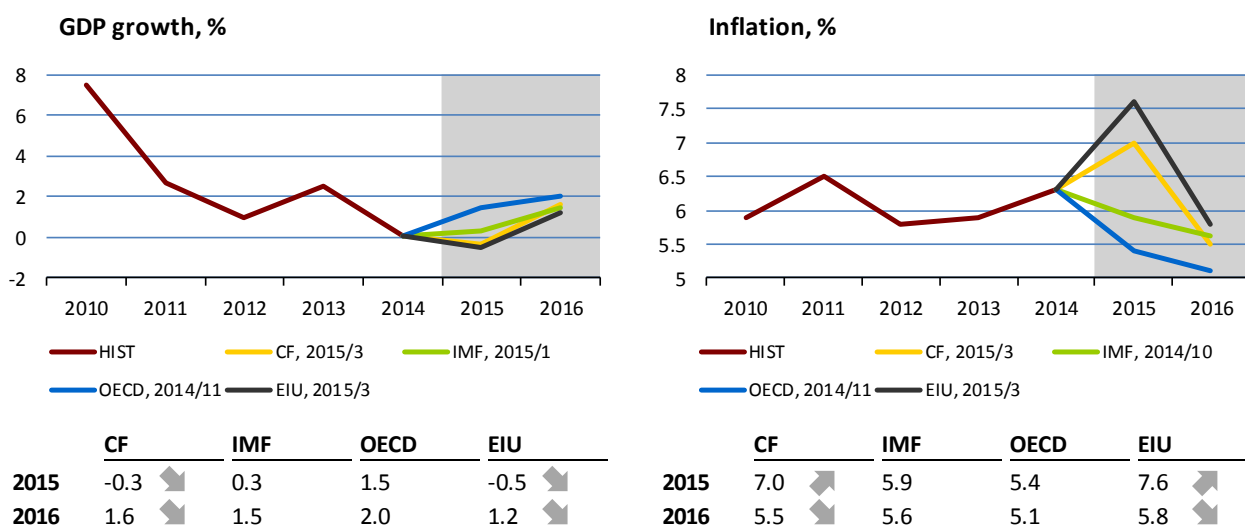 GDP growth, %
8
6
4
2
0
-2
2010 2011 2012 2013 2014 2015 2016
HIST CF, 2015/3 IMF, 2015/1
OECD, 2014/11 EIU, 2015/3
CF IMF OECD EIU
2015 -0.3 0.3 1.5 -0.5
2016 1.6 1.5 2.0 1.2
Inflation, %
8
7.5
7
6.5
6
5.5
5
2010 2011 2012 2013 2014 2015 2016
HIST CF, 2015/3 IMF, 2014/10
OECD, 2014/11 EIU, 2015/3
CF IMF OECD EIU
2015 7.0 5.9 5.4 7.6
2016 5.5 5.6 5.1 5.8